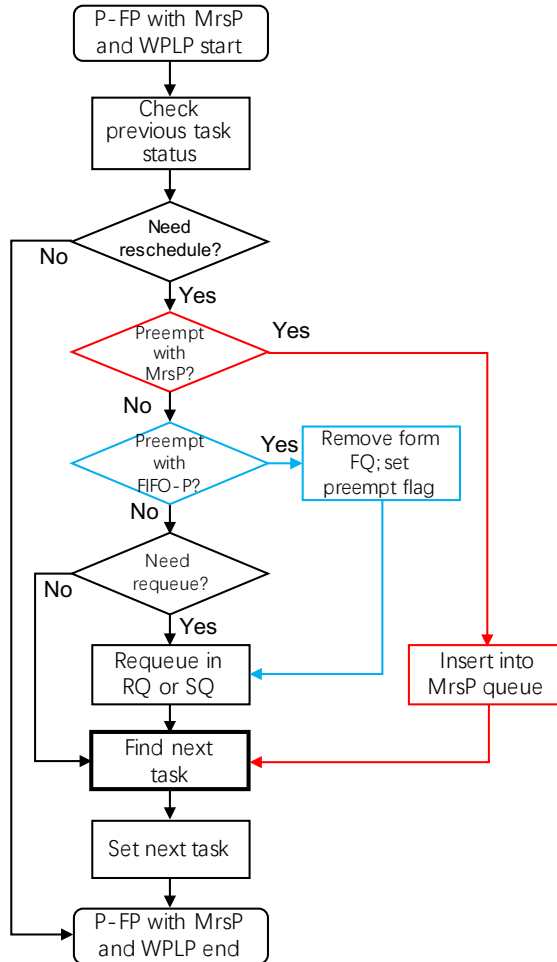 P-FP with MrsP
and WPLP start
Check
previous task
status
Need
reschedule?
No
Yes
Preempt
with
MrsP?
Yes
No
Preempt
with
FIFO-P?
Yes
Remove form
FQ; set
preempt flag
No
Need
requeue?
No
Yes
Requeue in
RQ or SQ
Insert into
MrsP queue
Find next
task
Set next task
P-FP with MrsP
and WPLP end